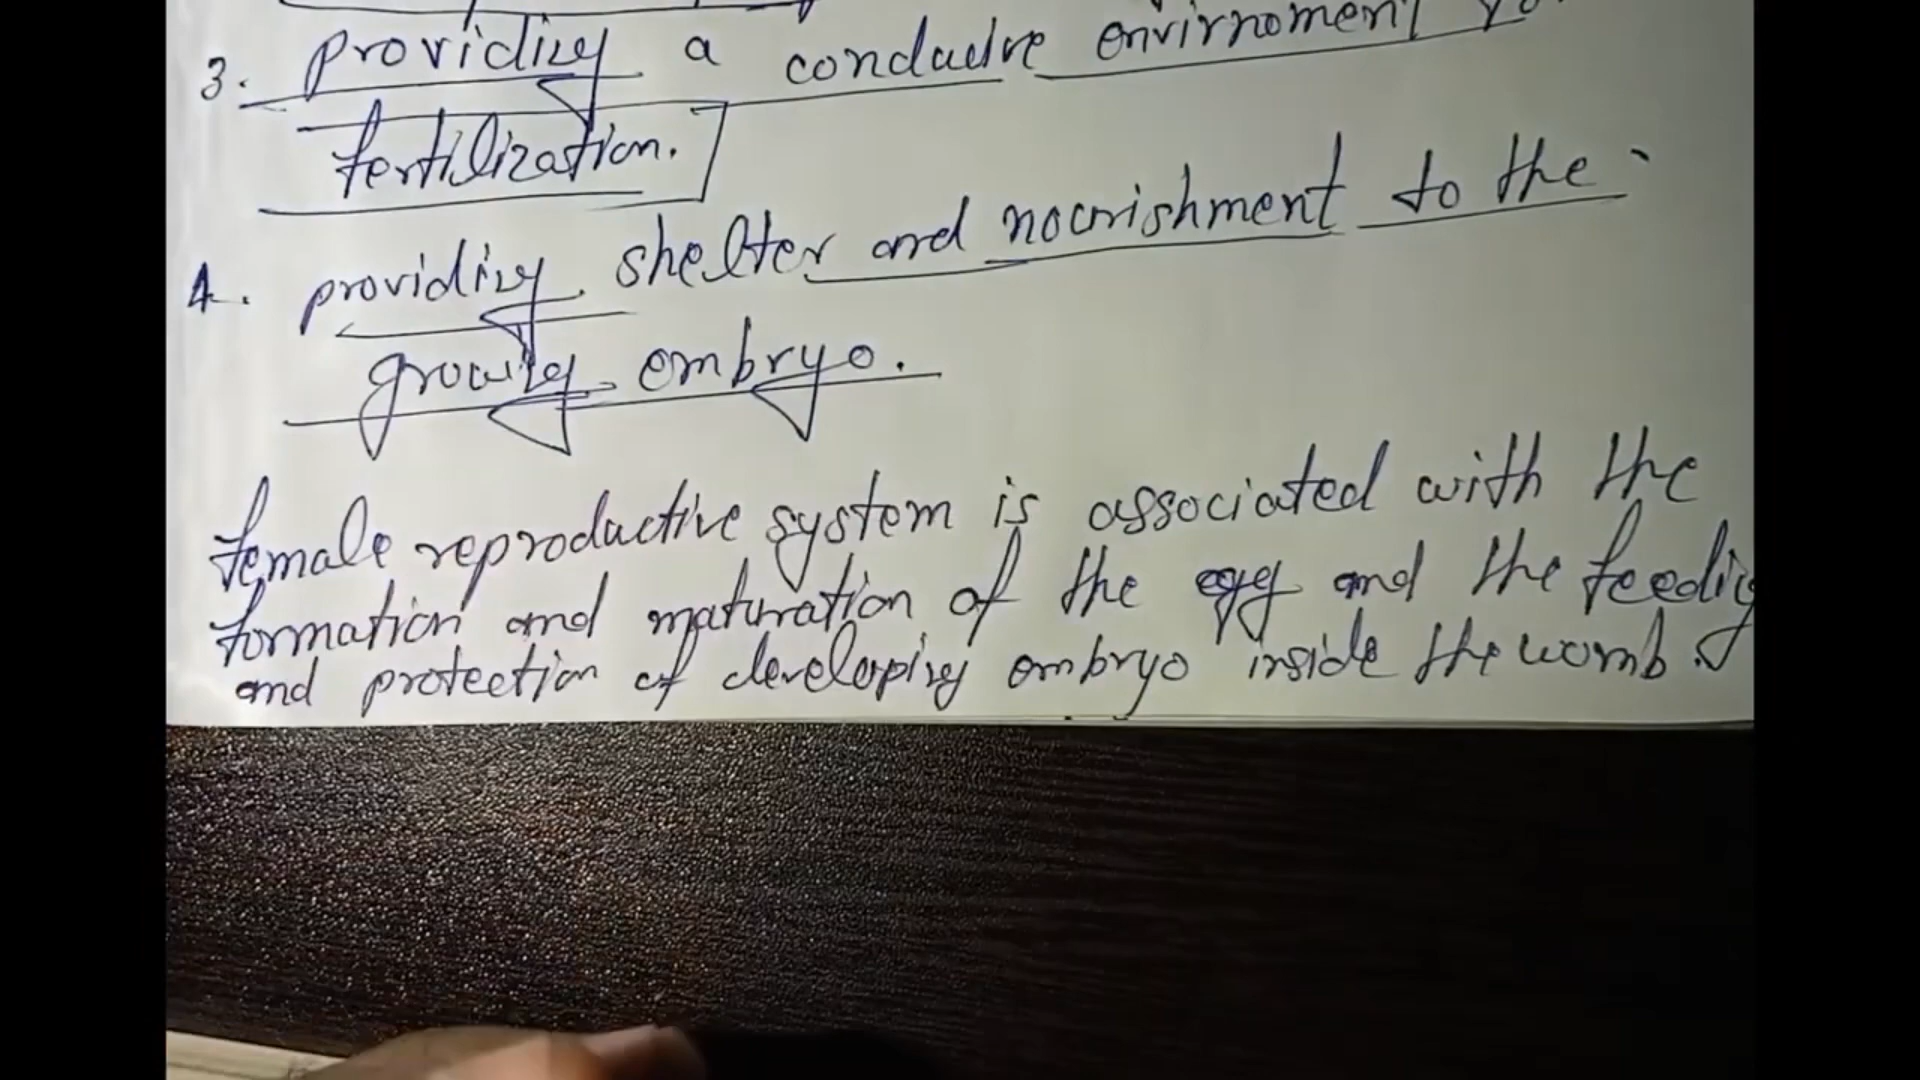 3. providing a conducive envirnoment
fertilization.
4. providing shelter and nourishment to the
growing embryo.
female reproductive system is associated with the
formation and maturation of the egg and the feeding
and protection of developing embryo inside the womb.